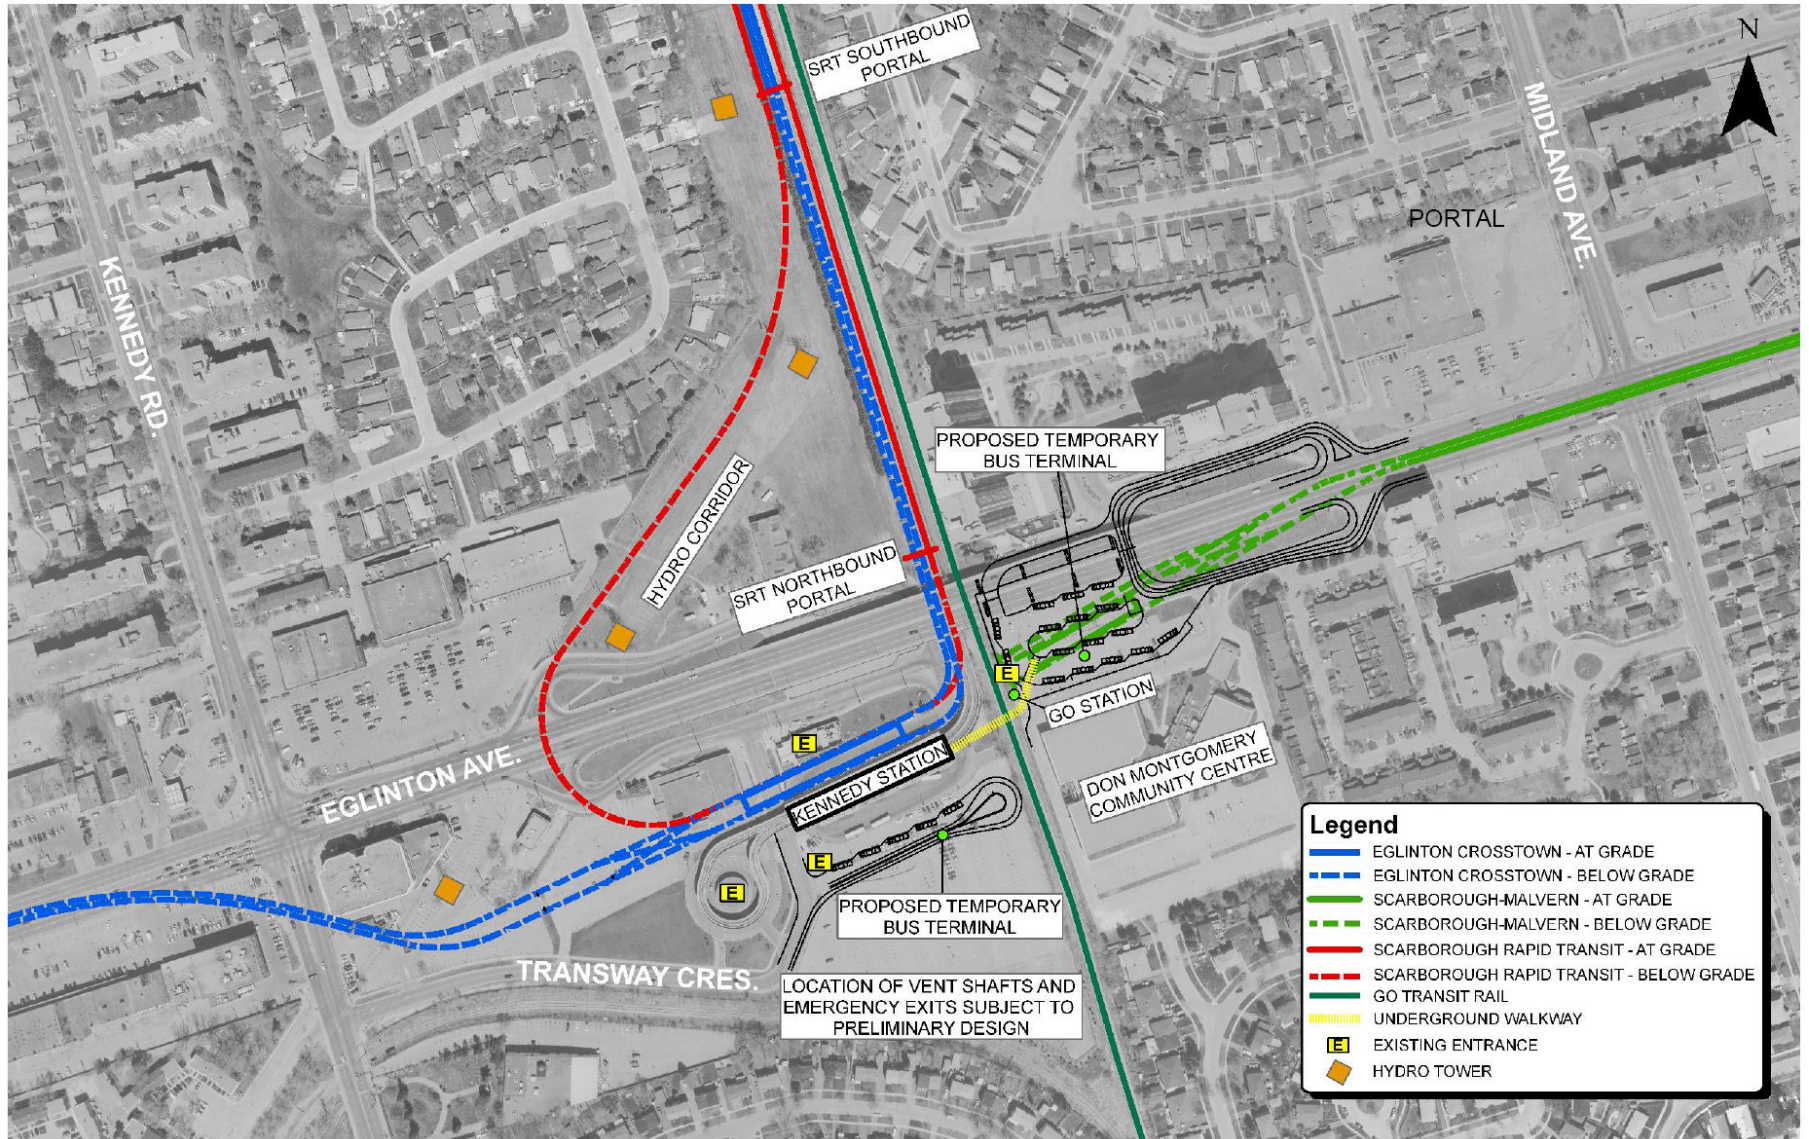 N
SRT SOUTHBOUND
PORTAL
MIDLAND AVE.
PORTAL
KENNEDY RD.
PROPOSED TEMPORARY
BUS TERMINAL
HYDRO CORRIDOR
SRT NORTHBOUND
PORTAL
E
GO STATION
E
EGLINTON AVE.
KENNEDY STATION
DON MONTGOMERY
COMMUNITY CENTRE
E
E
PROPOSED TEMPORARY
BUS TERMINAL
TRANSWAY CRES.
LOCATION OF VENT SHAFTS AND
EMERGENCY EXITS SUBJECT TO
PRELIMINARY DESIGN
Legend
EGLINTON CROSSTOWN - AT GRADE
EGLINTON CROSSTOWN - BELOW GRADE
SCARBOROUGH-MALVERN - AT GRADE
SCARBOROUGH-MALVERN - BELOW GRADE
SCARBOROUGH RAPID TRANSIT - AT GRADE
SCARBOROUGH RAPID TRANSIT - BELOW GRADE
GO TRANSIT RAIL
UNDERGROUND WALKWAY
E EXISTING ENTRANCE
HYDRO TOWER